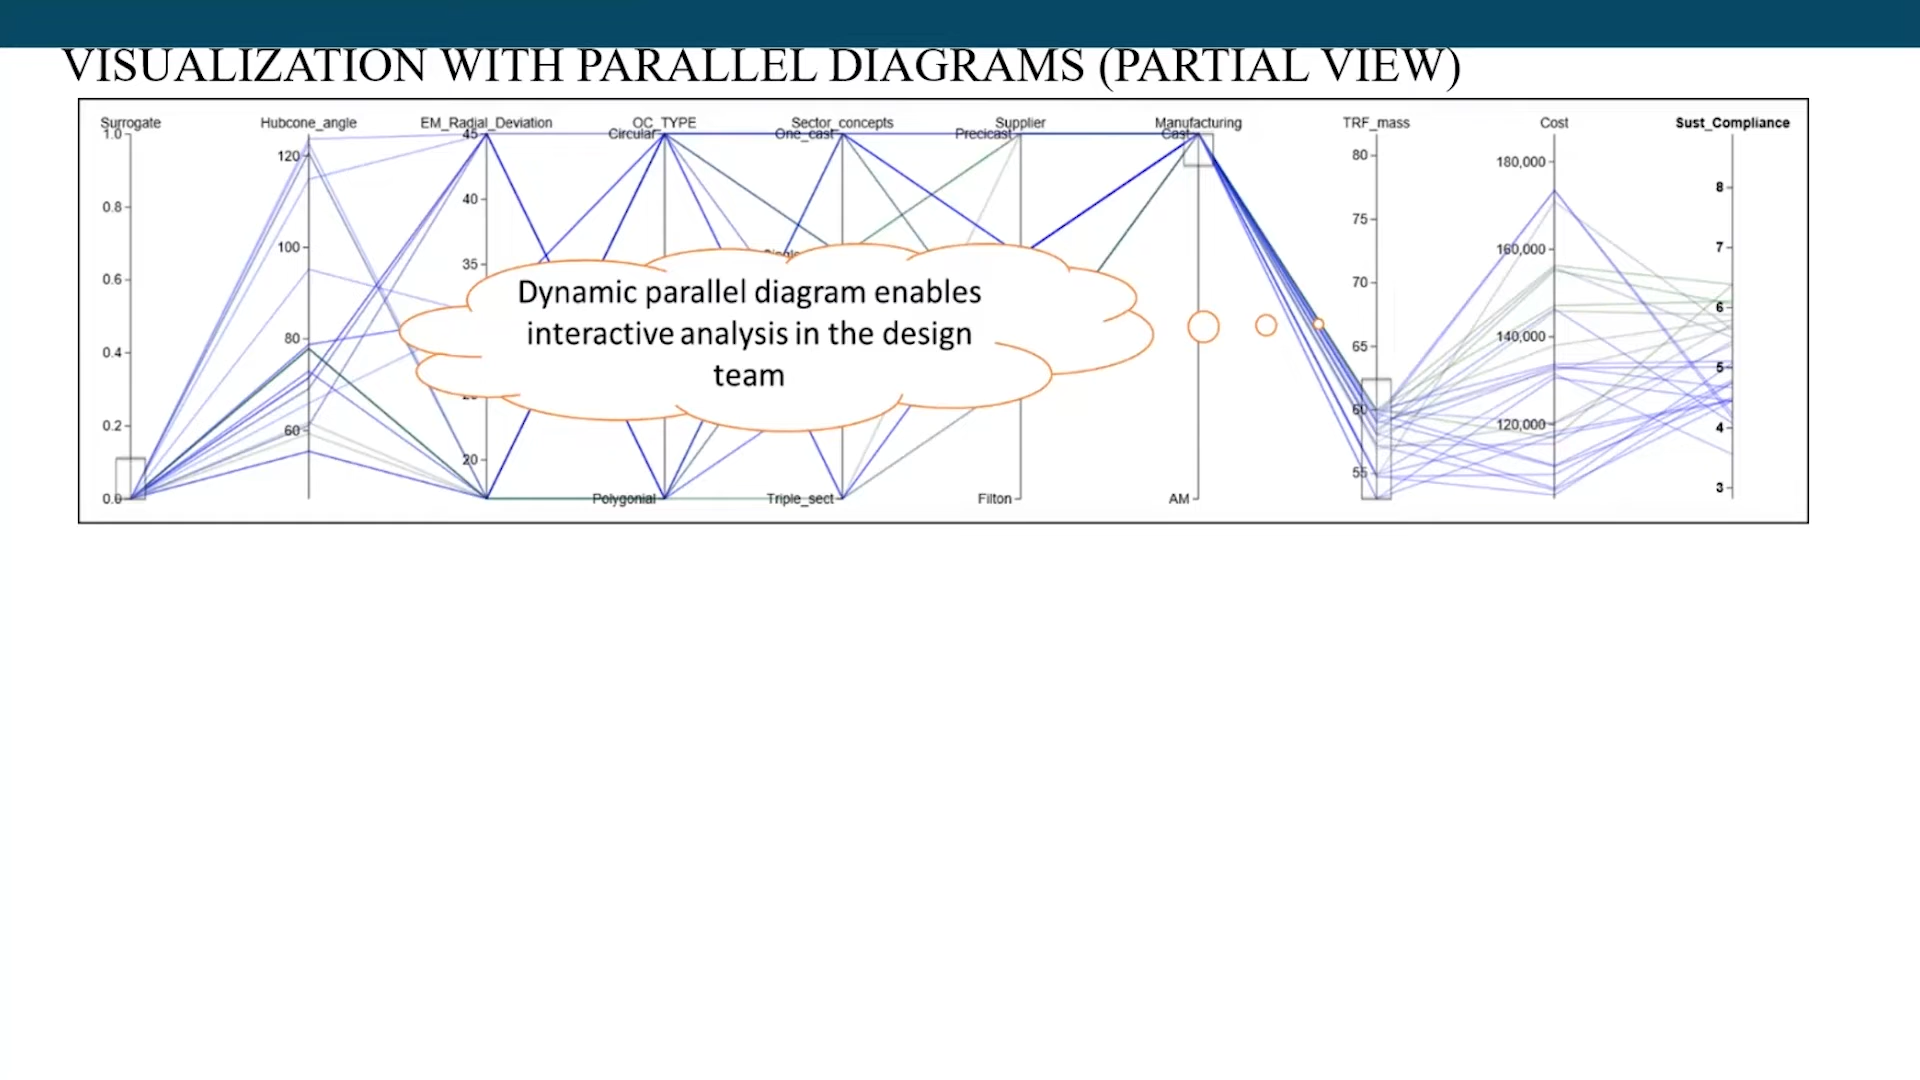 VISUALIZATION WITH PARALLEL DIAGRAMS (PARTIAL VIEW)
Surrogate
1.0
0.8
0.6
0.4
0.2
0.0
Hubcone_angle
120
100
80
60
EM_Radial_Deviation
45
40
35
20
OC_TYPE
Circular
Polygonial
Sector_concepts
One_cast
Triple_sect
Supplier
Precicast
Filton
Manufacturing
Cast
AM
TRF_mass
80
75
70
65
60
55
Cost
180,000
160,000
140,000
120,000
Sust_Compliance
8
7
6
5
4
3
Dynamic parallel diagram enables
interactive analysis in the design
team